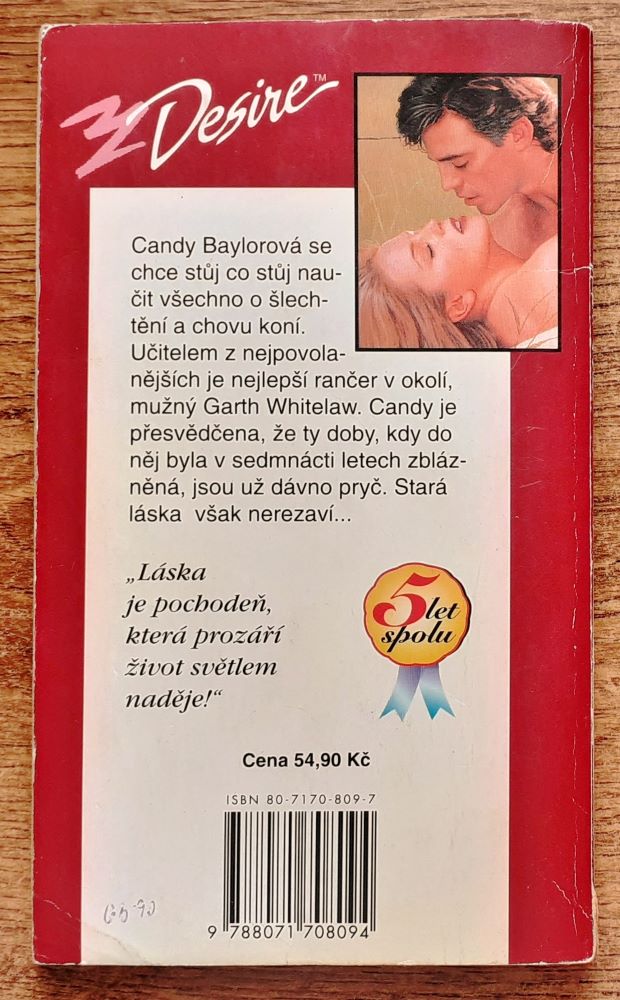 Desire™
Candy Baylorová se
chce stůj co stůj nau-
čit všechno o šlech-
tění a chovu koní.
Učitelem z nejpovola-
nějších je nejlepší rančer v okolí,
mužný Garth Whitelaw. Candy je
přesvědčena, že ty doby, kdy do
něj byla v sedmnácti letech zbláz-
něná, jsou už dávno pryč. Stará
láska však nerezaví...
„Láska
je pochodeň,
která prozáří
život světlem
naděje!“
5 let
spolu
Cena 54,90 Kč
ISBN 80-7170-809-7
9 788071 708094